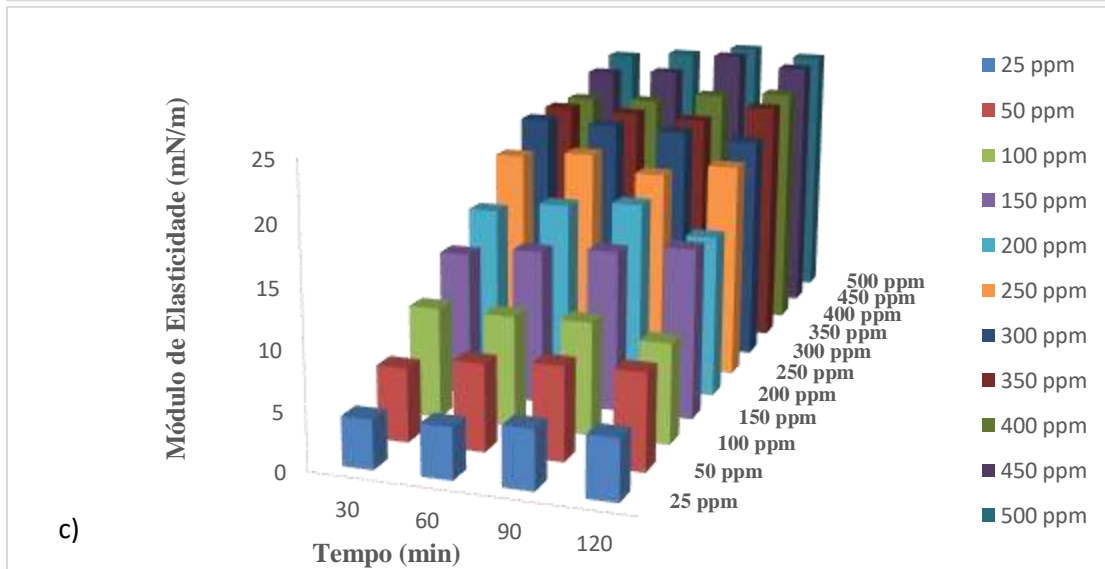 Módulo de Elasticidade (mN/m)
25
20
15
10
5
0
30
60
90
120
Tempo (min)
500 ppm
450 ppm
400 ppm
350 ppm
300 ppm
250 ppm
200 ppm
150 ppm
100 ppm
50 ppm
25 ppm
25 ppm
50 ppm
100 ppm
150 ppm
200 ppm
250 ppm
300 ppm
350 ppm
400 ppm
450 ppm
500 ppm
c)